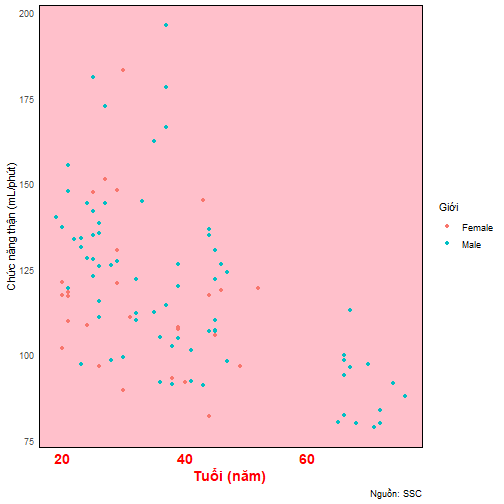 200
175
150
125
100
75
Chức năng thận (mL/phút)
20 40 60
Tuổi (năm)
Giới
Female
Male
Nguồn: SSC